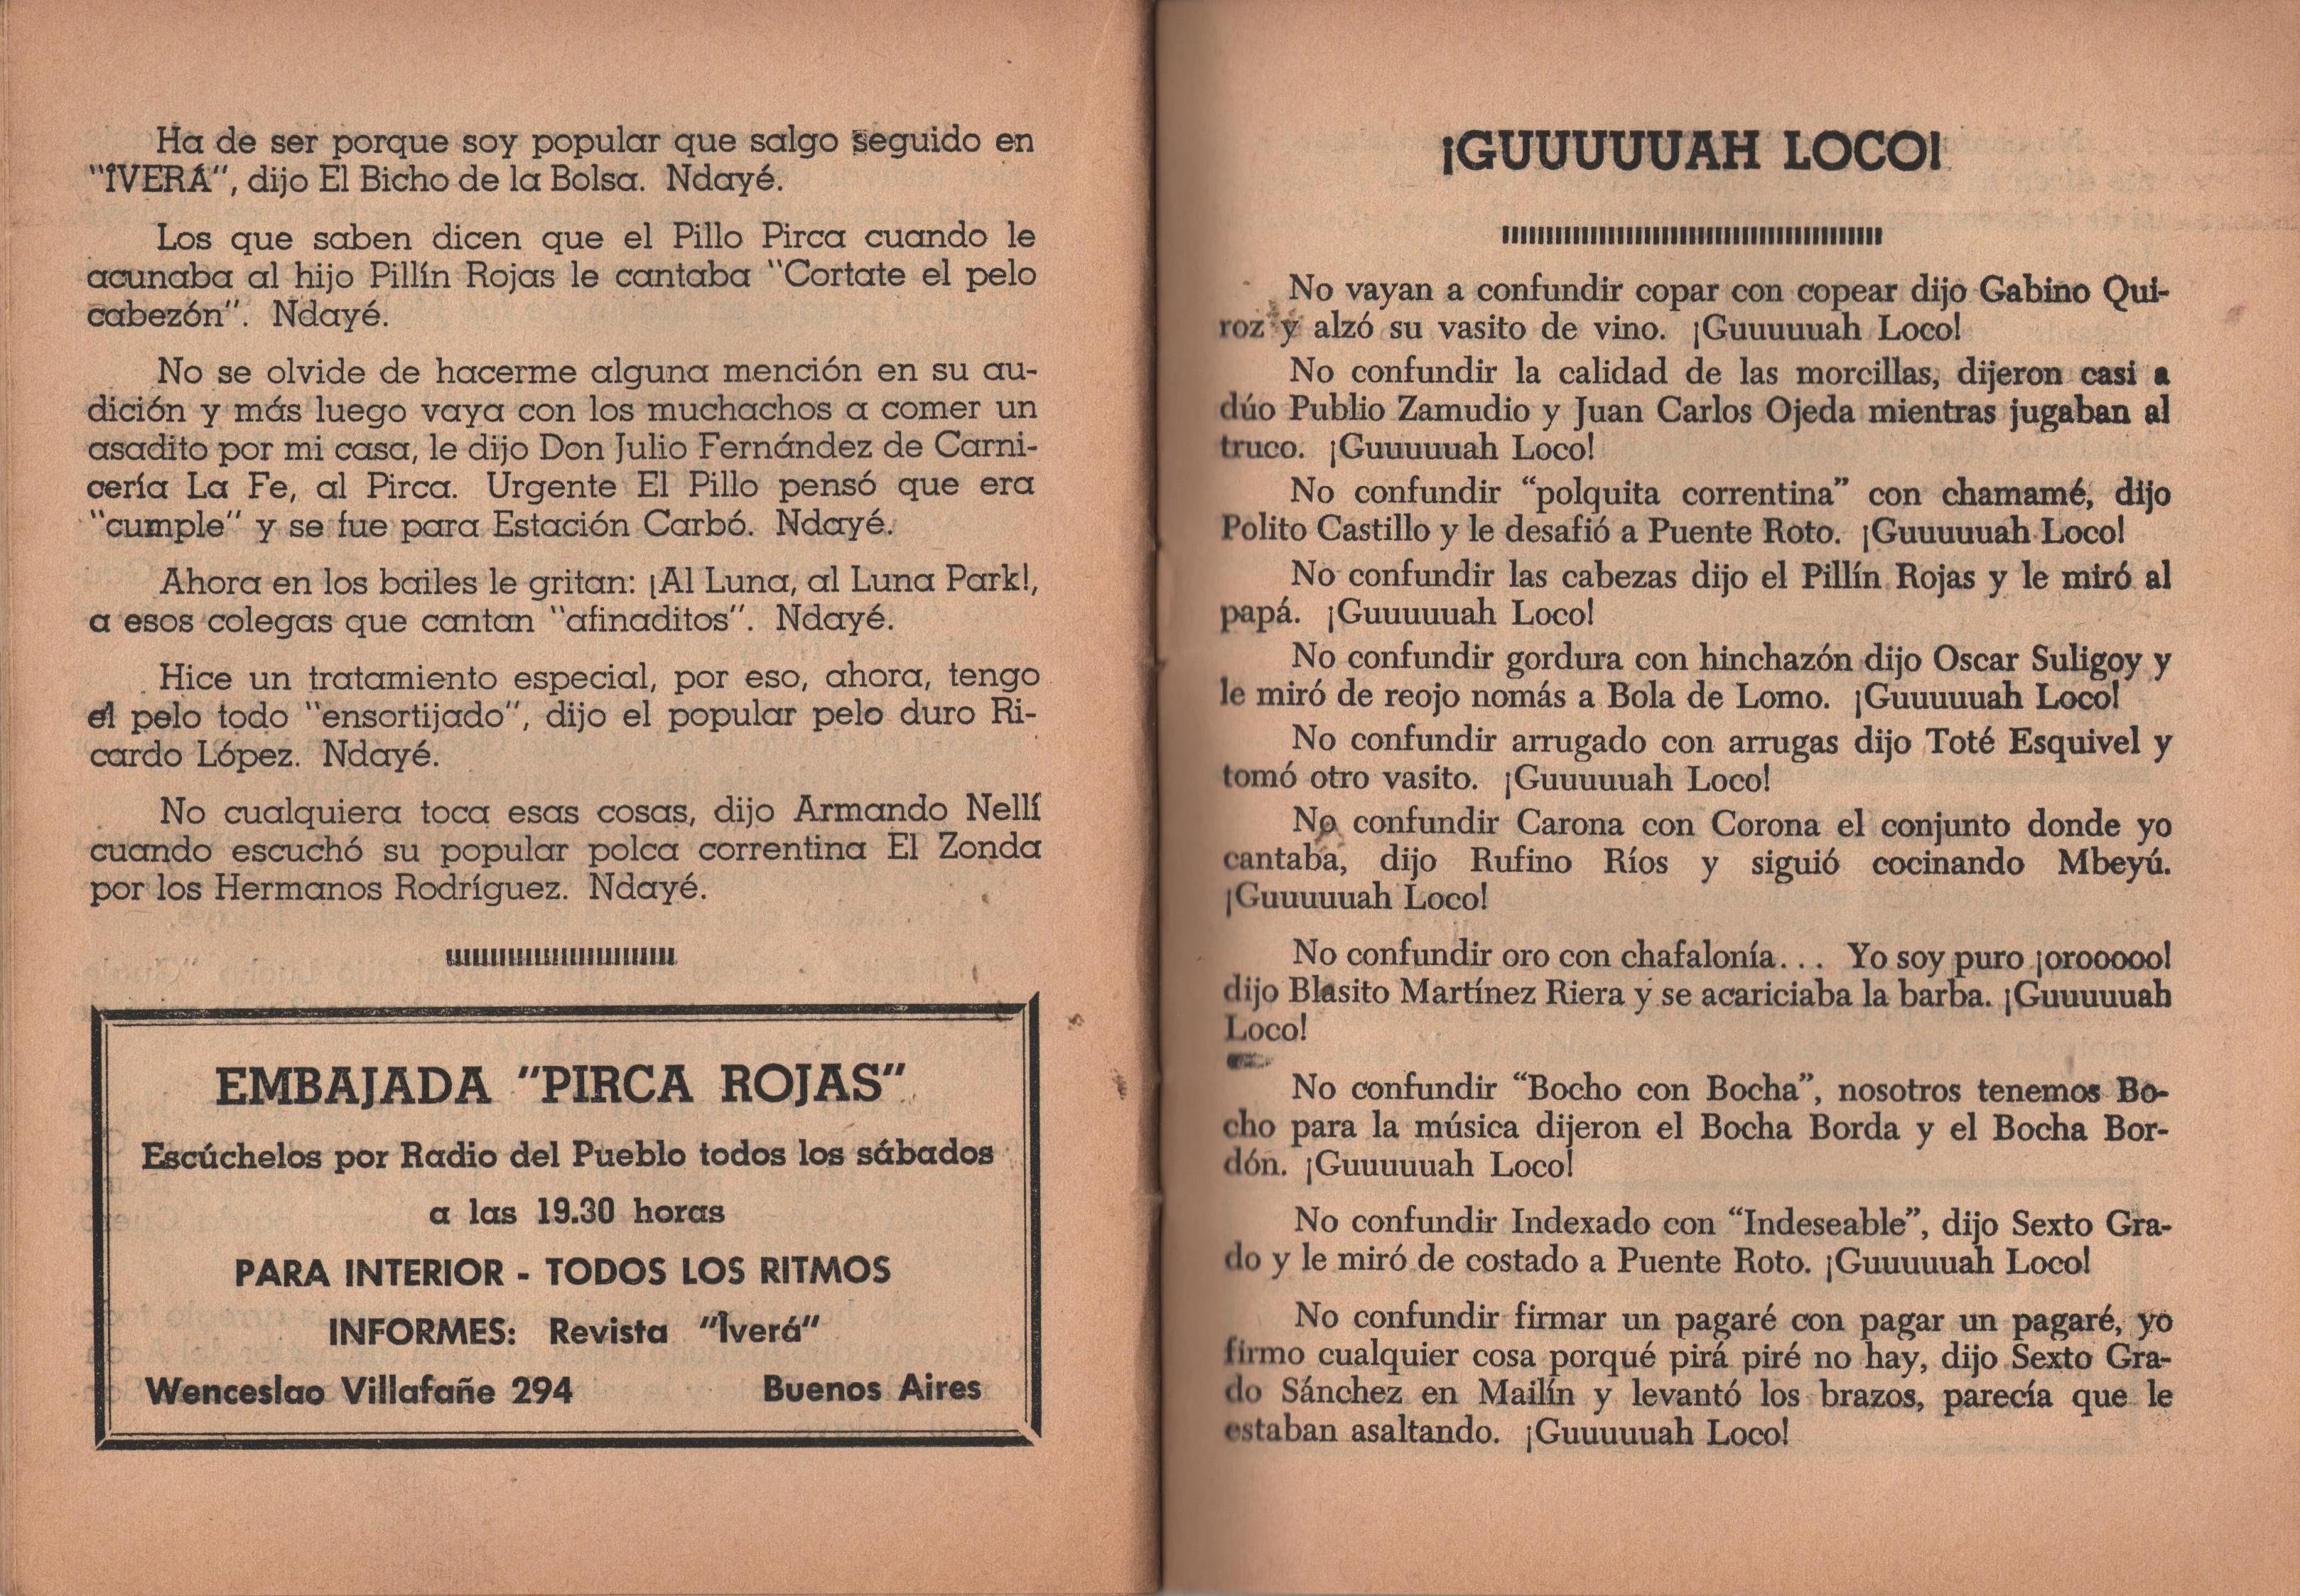 Ha de ser porque soy popular que salgo seguido en
"ÎVERÁ", dijo El Bicho de la Bolsa. Ndayé.
Los que saben dicen que el Pillo Pirca cuando le
acunaba al hijo Pillín Rojas le cantaba "Cortate el pelo
cabezón". Ndayé.
No se olvide de hacerme alguna mención en su au-
dición y más luego vaya con los muchachos a comer un
asadito por mi casa, le dijo Don Julio Fernández de Carni-
cería La Fe, al Pirca. Urgente El Pillo pensó que era
"cumple" y se fue para Estación Carbó. Ndayé.
Ahora en los bailes le gritan: ¡Al Luna, al Luna Park!,
a esos colegas que cantan "afinaditos". Ndayé.
Hice un tratamiento especial, por eso, ahora, tengo
el pelo todo "ensortijado", dijo el popular pelo duro Ri-
cardo López. Ndayé.
No cualquiera toca esas cosas, dijo Armando Nellí
cuando escuchó su popular polca correntina El Zonda
por los Hermanos Rodríguez. Ndayé.
EMBAJADA "PIRCA ROJAS"
Escúchelos por Radio del Pueblo todos los sábados
a las 19.30 horas
PARA INTERIOR - TODOS LOS RITMOS
INFORMES: Revista "Îverá"
Wenceslao Villafañe 294 Buenos Aires
¡GUUUUUAH LOCO!
No vayan a confundir copar con copear dijo Gabino Qui-
roz y alzó su vasito de vino. ¡Guuuuuah Loco!
No confundir la calidad de las morcillas, dijeron casi a
dúo Publio Zamudio y Juan Carlos Ojeda mientras jugaban al
truco. ¡Guuuuuah Loco!
No confundir "polquita correntina" con chamamé, dijo
Polito Castillo y le desafió a Puente Roto. ¡Guuuuuah Loco!
No confundir las cabezas dijo el Pillín Rojas y le miró al
papá. ¡Guuuuuah Loco!
No confundir gordura con hinchazón dijo Oscar Suligoy y
le miró de reojo nomás a Bola de Lomo. ¡Guuuuuah Loco!
No confundir arrugado con arrugas dijo Toté Esquivel y
tomó otro vasito. ¡Guuuuuah Loco!
No confundir Carona con Corona el conjunto donde yo
cantaba, dijo Rufino Ríos y siguió cocinando Mbeyú.
¡Guuuuuah Loco!
No confundir oro con chafalonía... Yo soy puro ¡orooooo!
dijo Blasito Martínez Riera y se acariciaba la barba. ¡Guuuuuah
Loco!
No confundir "Bocho con Bocha", nosotros tenemos Bo-
cho para la música dijeron el Bocha Borda y el Bocha Bor-
dón. ¡Guuuuuah Loco!
No confundir Indexado con "Indeseable", dijo Sexto Gra-
do y le miró de costado a Puente Roto. ¡Guuuuuah Loco!
No confundir firmar un pagaré con pagar un pagaré, yo
firmo cualquier cosa porqué pirá piré no hay, dijo Sexto Gra-
do Sánchez en Mailín y levantó los brazos, parecía que le
estaban asaltando. ¡Guuuuuah Loco!